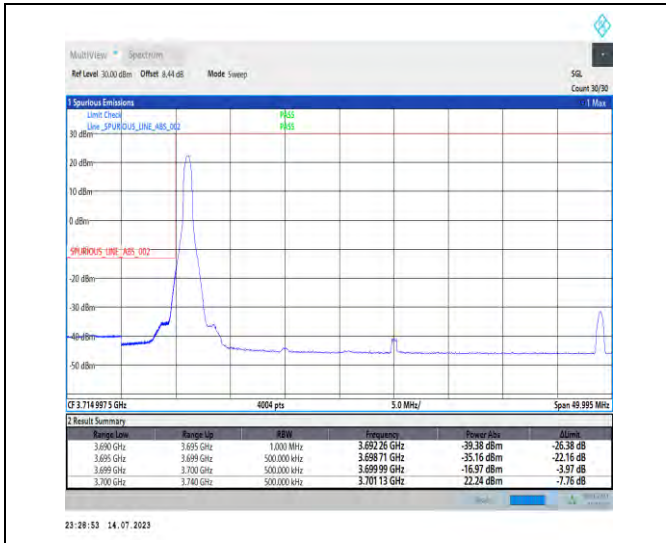 MultiView Spectrum
Ref Level 30.00 dBm Offset 8.44 dB Mode Sweep SGL
Count 30/30
1 Spurious Emissions 1 Max
Limit Check PASS
Line _SPURIOUS_LINE_ABS_002 PASS
30 dBm
20 dBm
10 dBm
0 dBm
_SPURIOUS_LINE_ABS_002
-20 dBm
-30 dBm
-40 dBm
-50 dBm
CF 3.7149975 GHz 4004 pts 5.0 MHz/ Span 49.995 MHz
2 Result Summary
Range Low Range Up RBW Frequency Power Abs ΔLimit
3.690 GHz 3.695 GHz 1.000 MHz 3.692 26 GHz -39.38 dBm -26.38 dB
3.695 GHz 3.699 GHz 500.000 kHz 3.698 71 GHz -35.16 dBm -22.16 dB
3.699 GHz 3.700 GHz 500.000 kHz 3.699 99 GHz -16.97 dBm -3.97 dB
3.700 GHz 3.740 GHz 500.000 kHz 3.701 13 GHz 22.24 dBm -7.76 dB
23:28:53 14.07.2023